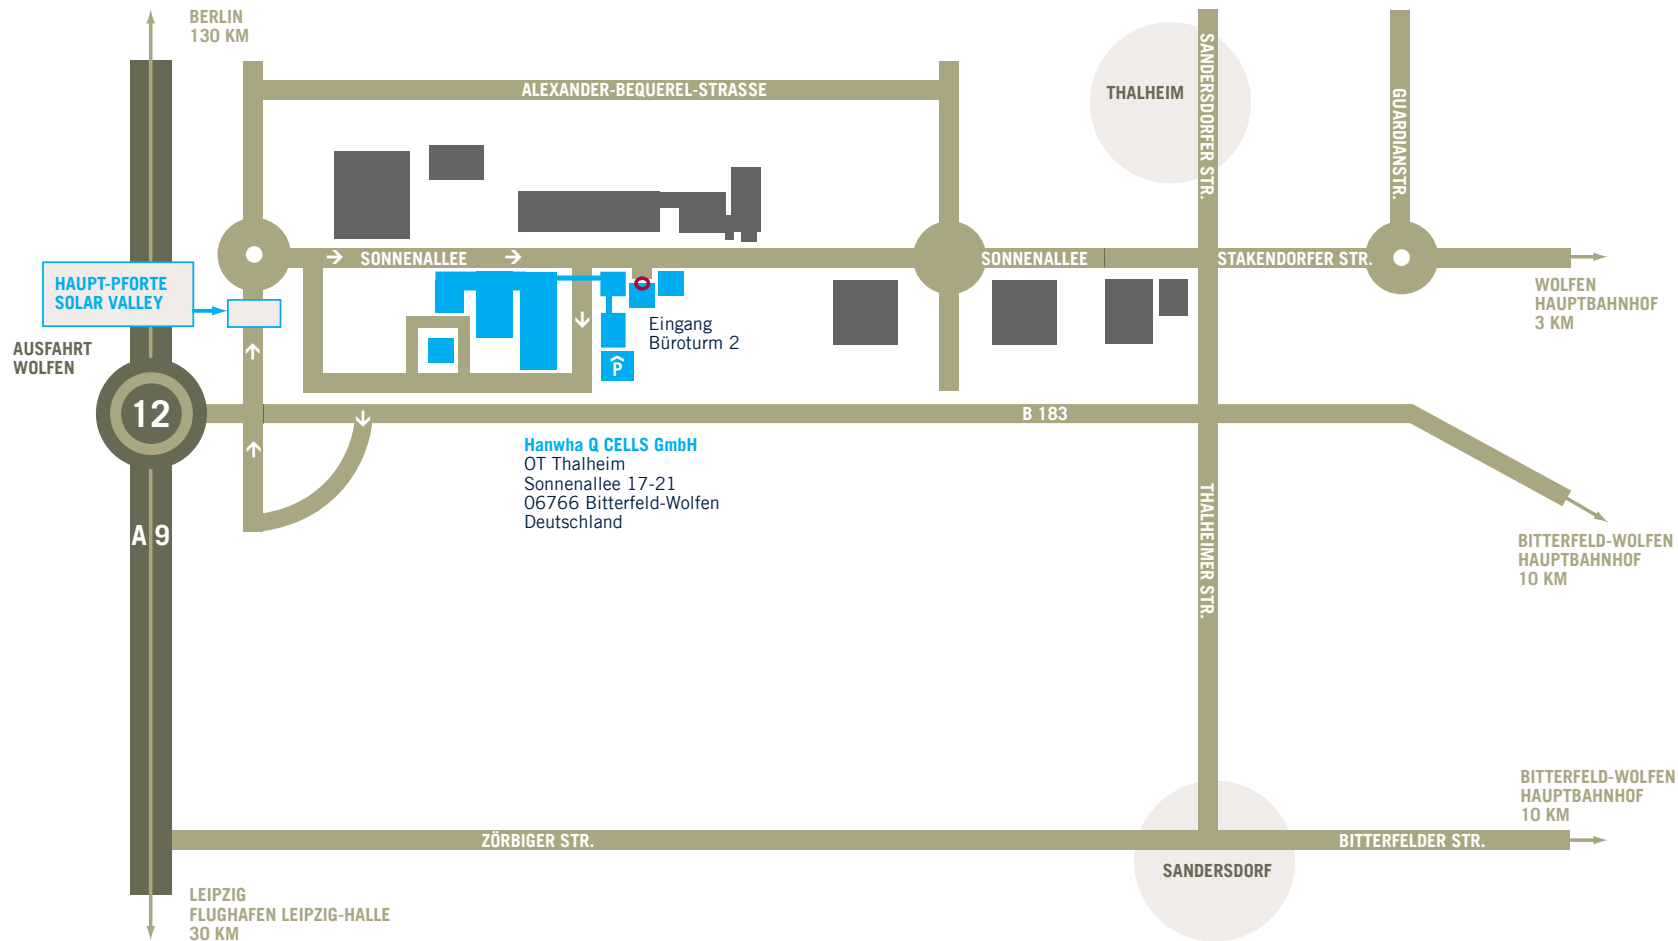 BERLIN
130 KM
ALEXANDER-BEQUEREL-STRASSE
THALHEIM
SANDERSDORFER STR.
GUARDIANSTR.
SONNENALLEE
SONNENALLEE
STAKENDORFER STR.
HAUPT-PFORTE
SOLAR VALLEY
WOLFEN
HAUPTBAHNHOF
3 KM
Eingang
Büroturm 2
P
AUSFAHRT
WOLFEN
12
B 183
Hanwha Q CELLS GmbH
OT Thalheim
Sonnenallee 17-21
06766 Bitterfeld-Wolfen
Deutschland
A 9
THALHEIMER STR.
BITTERFELD-WOLFEN
HAUPTBAHNHOF
10 KM
BITTERFELD-WOLFEN
HAUPTBAHNHOF
10 KM
ZÖRBIGER STR.
BITTERFELDER STR.
SANDERSDORF
LEIPZIG
FLUGHAFEN LEIPZIG-HALLE
30 KM